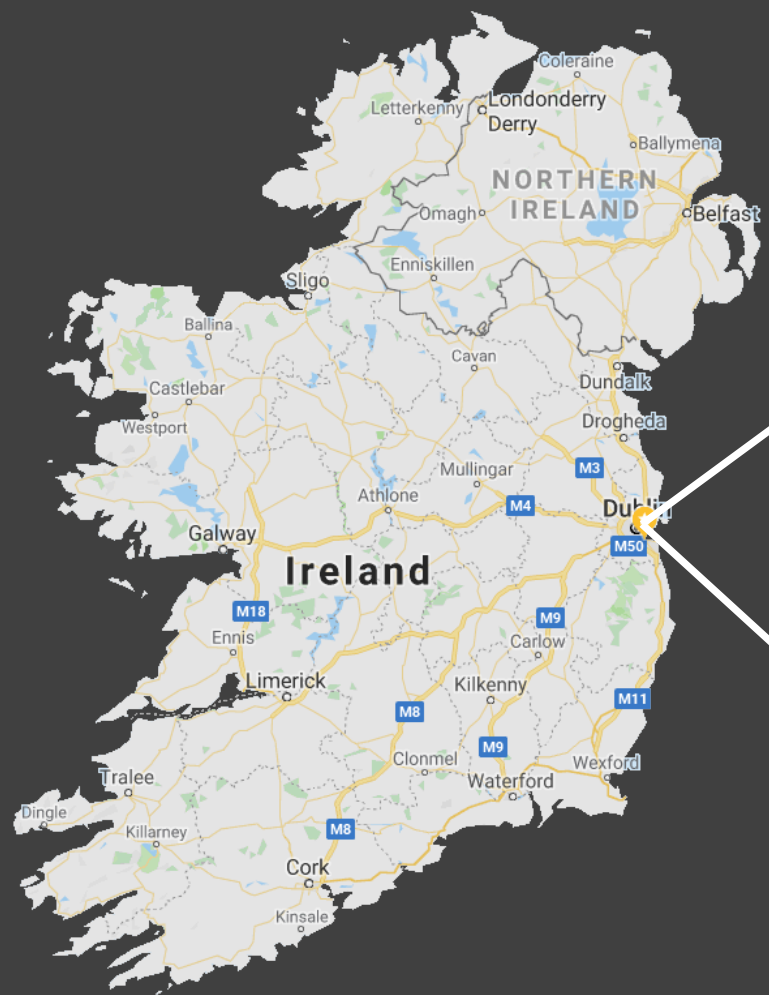 Coleraine
Letterkenny
Londonderry
Derry
Ballymena
NORTHERN
IRELAND
Omagh
Belfast
Enniskillen
Sligo
Ballina
Cavan
Castlebar
Dundalk
Westport
Drogheda
M3
Mullingar
Athlone
M4
Dublin
Galway
M50
Ireland
M18
M9
Ennis
Carlow
Limerick
Kilkenny
M11
M8
M9
Clonmel
Wexford
Tralee
Waterford
Dingle
Killarney
M8
Cork
Kinsale